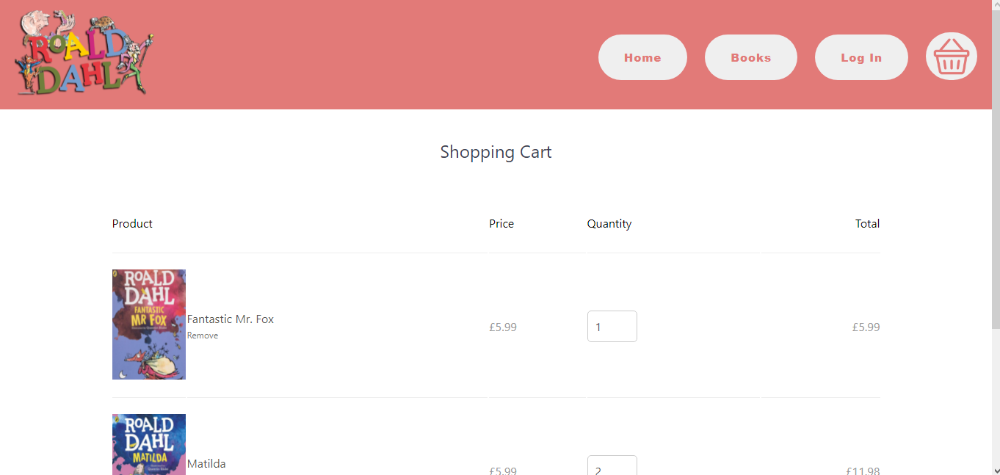 ROALD
DAHL
Home
Books
Log In
Shopping Cart
Product Price Quantity Total
ROALD
DAHL
FANTASTIC
MR FOX
Fantastic Mr. Fox
Remove
£5.99 1 £5.99
ROALD
DAHL
MATILDA
Matilda
£5.99 2 £11.98